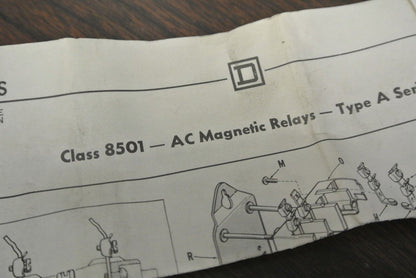 S
E
N
D
Class 8501 — AC Magnetic Relays — Type A Seri
M
O
R
e
H